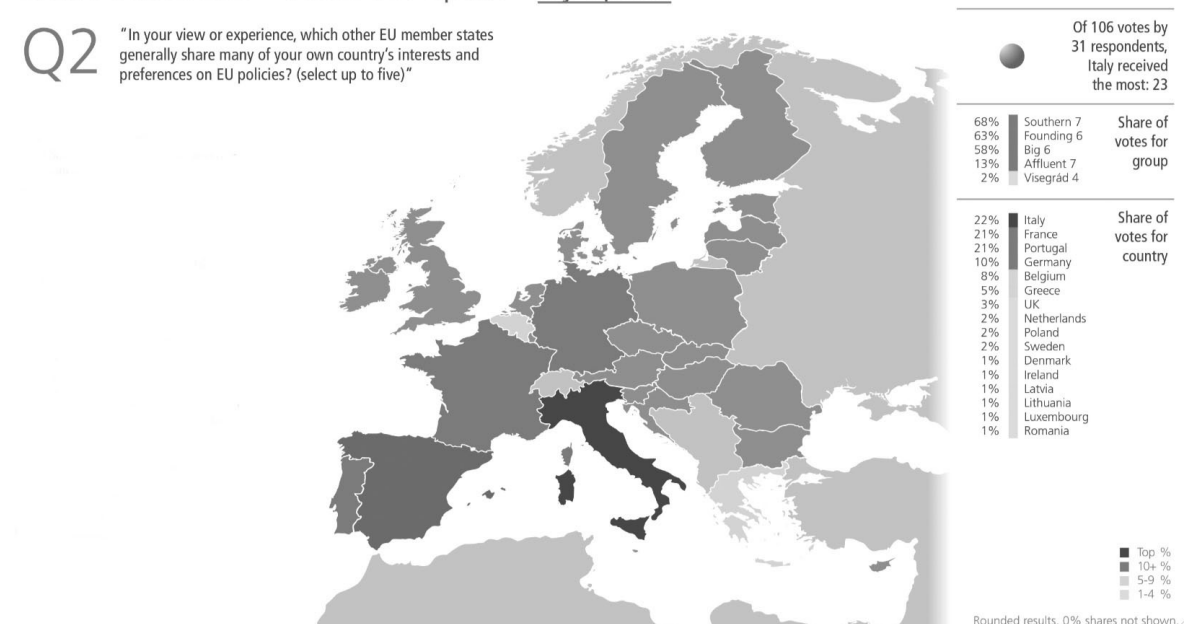 Q2
“In your view or experience, which other EU member states
generally share many of your own country’s interests and
preferences on EU policies? (select up to five)”
Of 106 votes by
31 respondents,
Italy received
the most: 23
Share of
votes for
group
68% Southern 7
63% Founding 6
58% Big 6
13% Affluent 7
2% Visegrád 4
Share of
votes for
country
22% Italy
21% France
21% Portugal
10% Germany
8% Belgium
5% Greece
3% UK
2% Netherlands
2% Poland
2% Sweden
1% Denmark
1% Ireland
1% Latvia
1% Lithuania
1% Luxembourg
1% Romania
Top %
10+ %
5-9 %
1-4 %
Rounded results. 0% shares not shown.